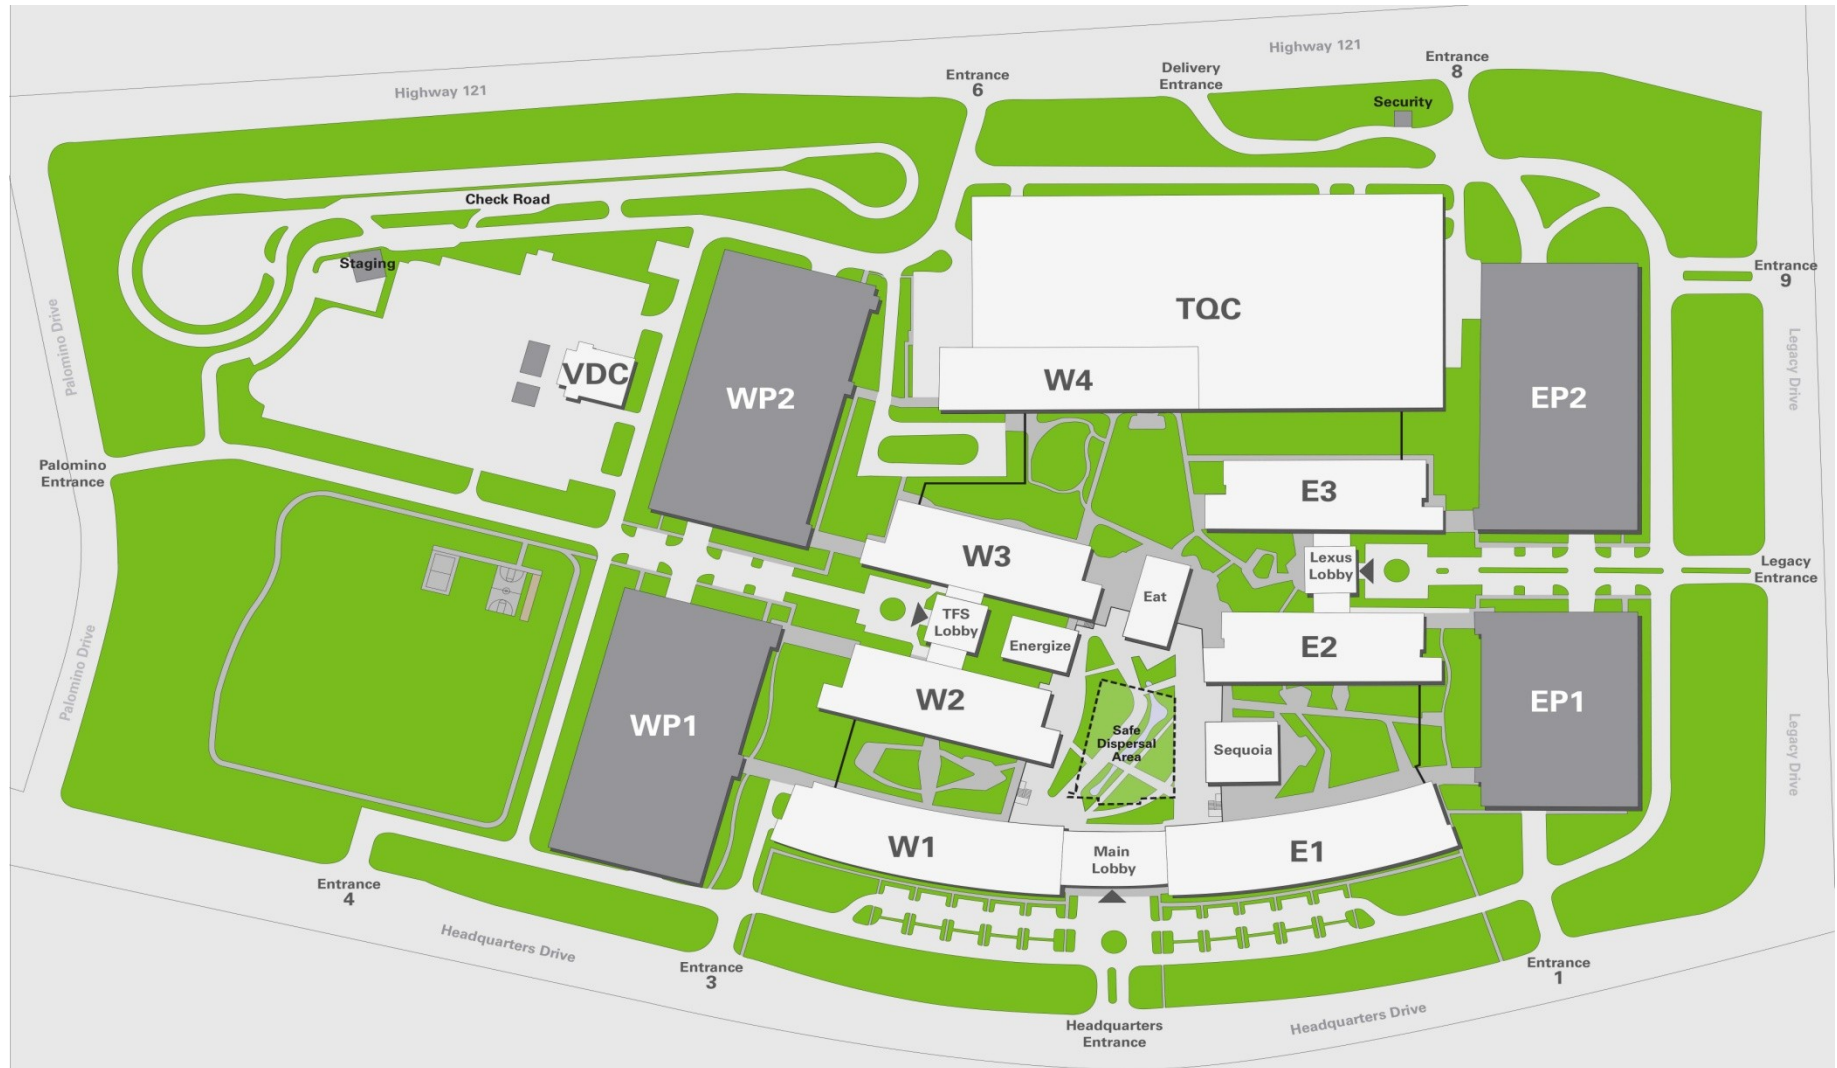 Highway 121
Entrance
8
Highway 121
Delivery
Entrance
Entrance
6
Security
Check Road
Staging
Entrance
9
Palomino Drive
TQC
Legacy Drive
VDC
W4
WP2
EP2
Palomino
Entrance
E3
W3
Lexus
Lobby
Legacy
Entrance
Eat
TFS
Lobby
Energize
E2
Palomino Drive
W2
EP1
WP1
Safe
Dispersal
Area
Sequoia
Legacy Drive
W1
Main
Lobby
E1
Entrance
4
Headquarters Drive
Entrance
3
Entrance
1
Headquarters
Entrance
Headquarters Drive